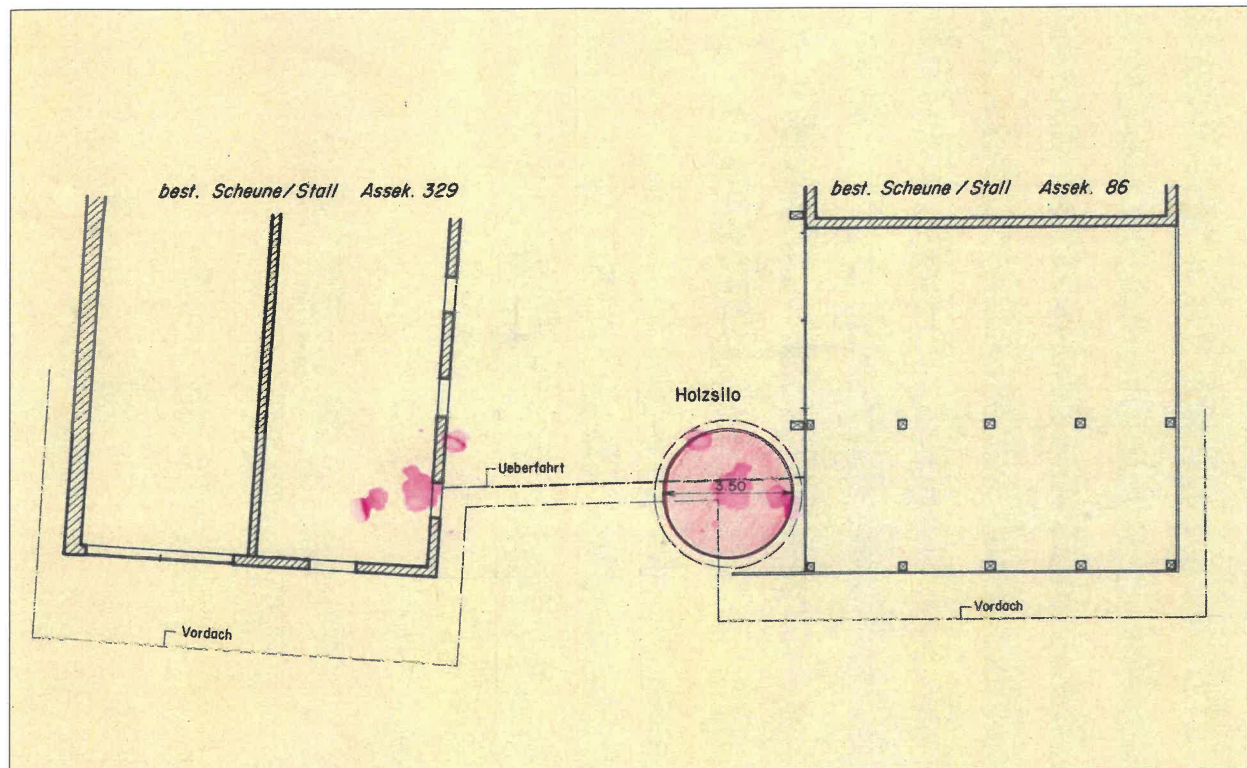 best. Scheune/Stall Assek. 329
best. Scheune / Stall Assek. 86
Holzsilo
Ueberfahrt
3.50
Vordach
Vordach